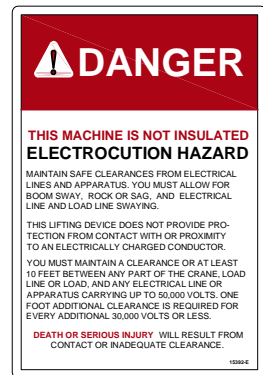 DANGER
THIS MACHINE IS NOT INSULATED
ELECTROCUTION HAZARD
MAINTAIN SAFE CLEARANCES FROM ELECTRICAL
LINES AND APPARATUS. YOU MUST ALLOW FOR
BOOM SWAY, ROCK OR SAG, AND ELECTRICAL
LINE AND LOAD LINE SWAYING.
THIS LIFTING DEVICE DOES NOT PROVIDE PRO-
TECTION FROM CONTACT WITH OR PROXIMITY
TO AN ELECTRICALLY CHARGED CONDUCTOR.
YOU MUST MAINTAIN A CLEARANCE OR AT LEAST
10 FEET BETWEEN ANY PART OF THE CRANE, LOAD
LINE OR LOAD, AND ANY ELECTRICAL LINE OR
APPARATUS CARRYING UP TO 50,000 VOLTS. ONE
FOOT ADDITIONAL CLEARANCE IS REQUIRED FOR
EVERY ADDITIONAL 30,000 VOLTS OR LESS.
DEATH OR SERIOUS INJURY WILL RESULT FROM
CONTACT OR INADEQUATE CLEARANCE.
15392-E